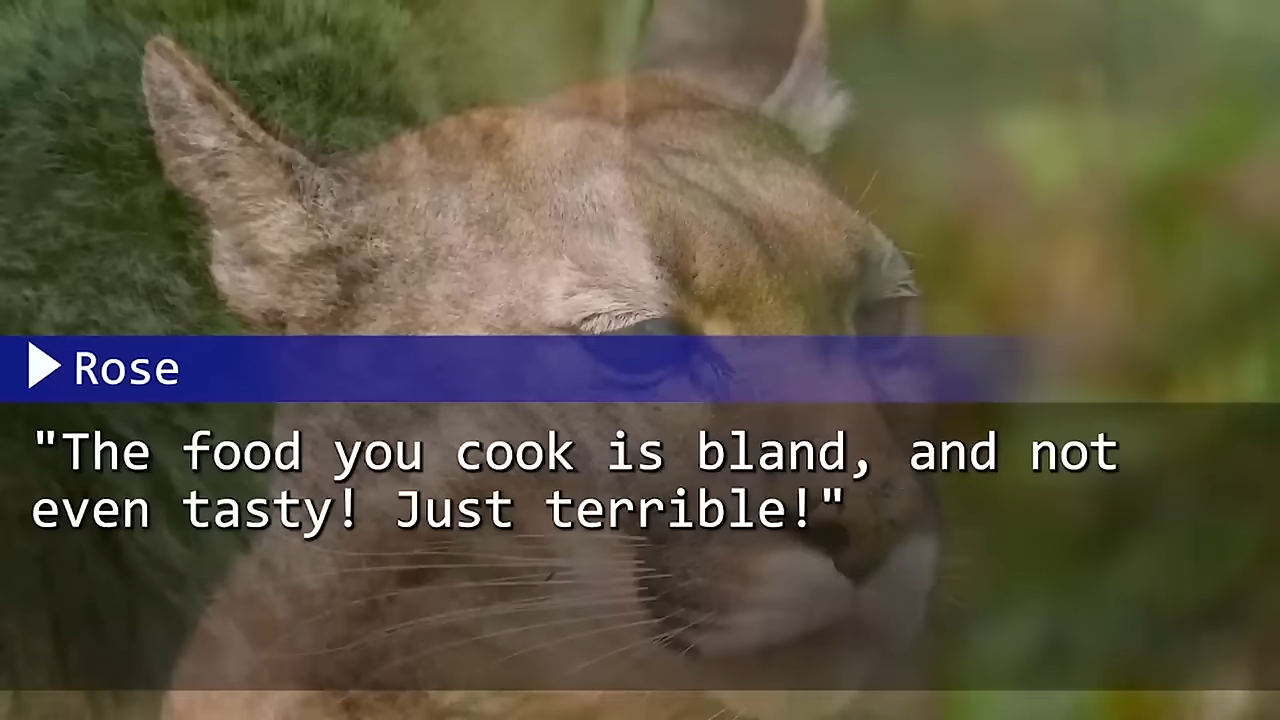 Rose
"The food you cook is bland, and not
even tasty! Just terrible!"